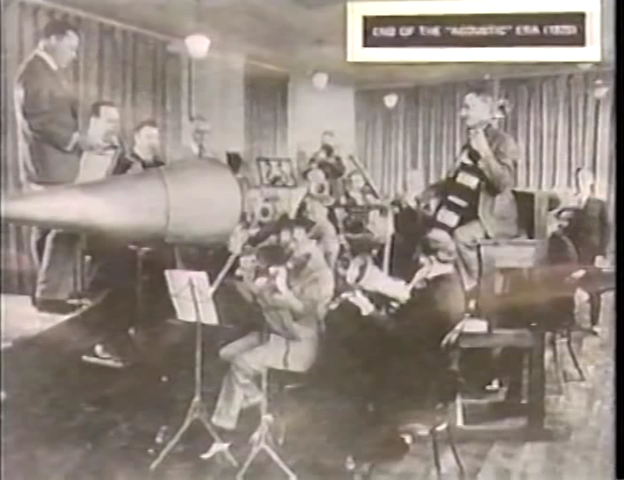 END OF THE "ACOUSTIC" ERA (1925)